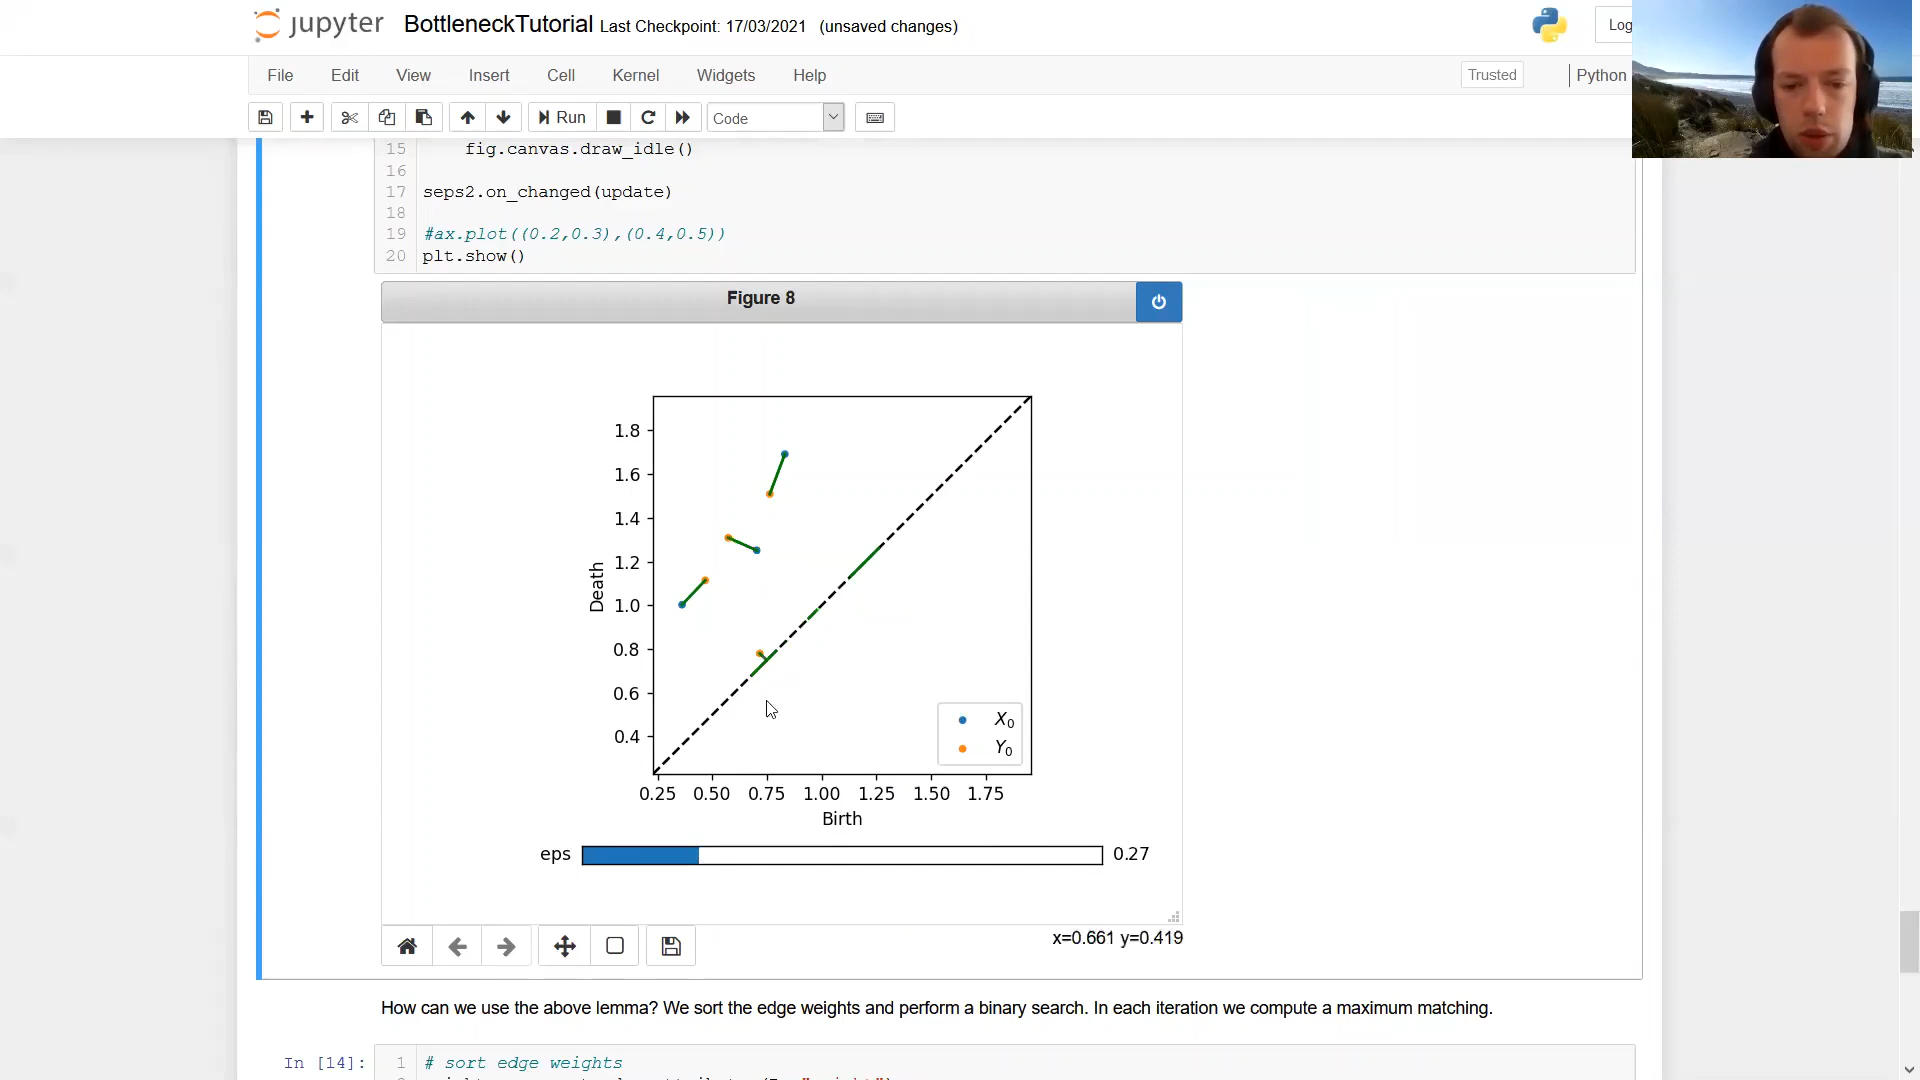 jupyter BottleneckTutorial Last Checkpoint: 17/03/2021 (unsaved changes)
Log
File Edit View Insert Cell Kernel Widgets Help
Trusted Python
Run Code
15 fig.canvas.draw_idle()
16
17 seps2.on_changed(update)
18
19 #ax.plot((0.2,0.3),(0.4,0.5))
20 plt.show()
Figure 8
1.8
1.6
1.4
1.2
1.0
0.8
0.6
0.4
Death
X₀
Y₀
0.25 0.50 0.75 1.00 1.25 1.50 1.75
Birth
eps 0.27
x=0.661 y=0.419
How can we use the above lemma? We sort the edge weights and perform a binary search. In each iteration we compute a maximum matching.
In [14]: 1 # sort edge weights